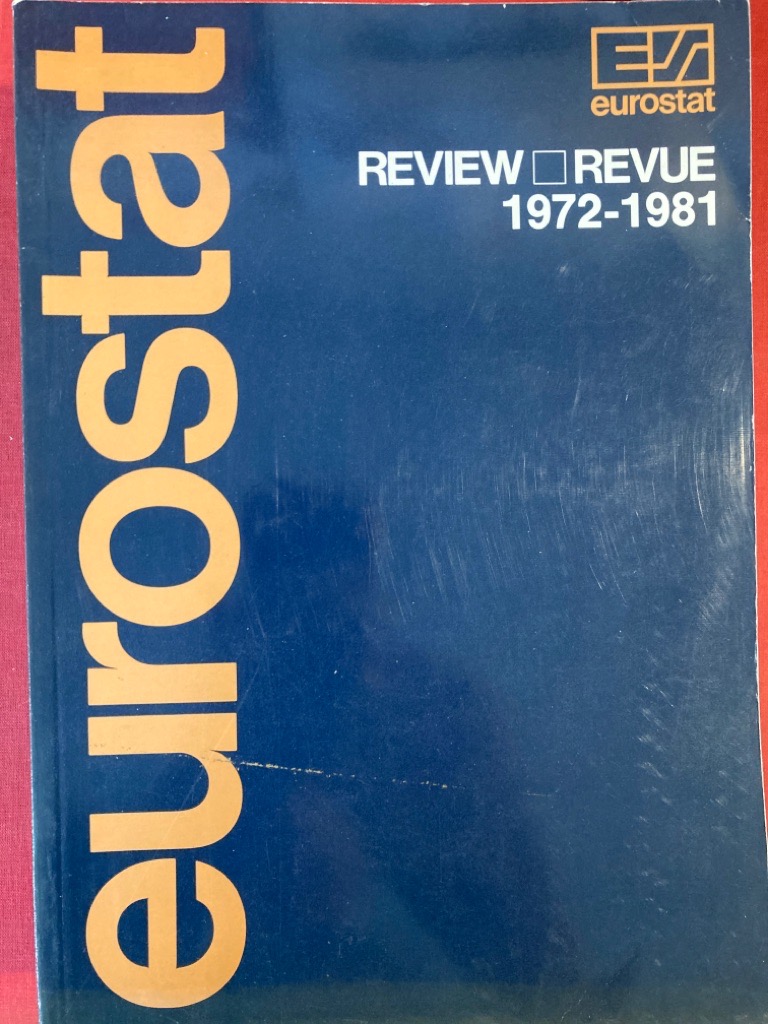 eurostat
eurostat
REVIEW □ REVUE
1972-1981